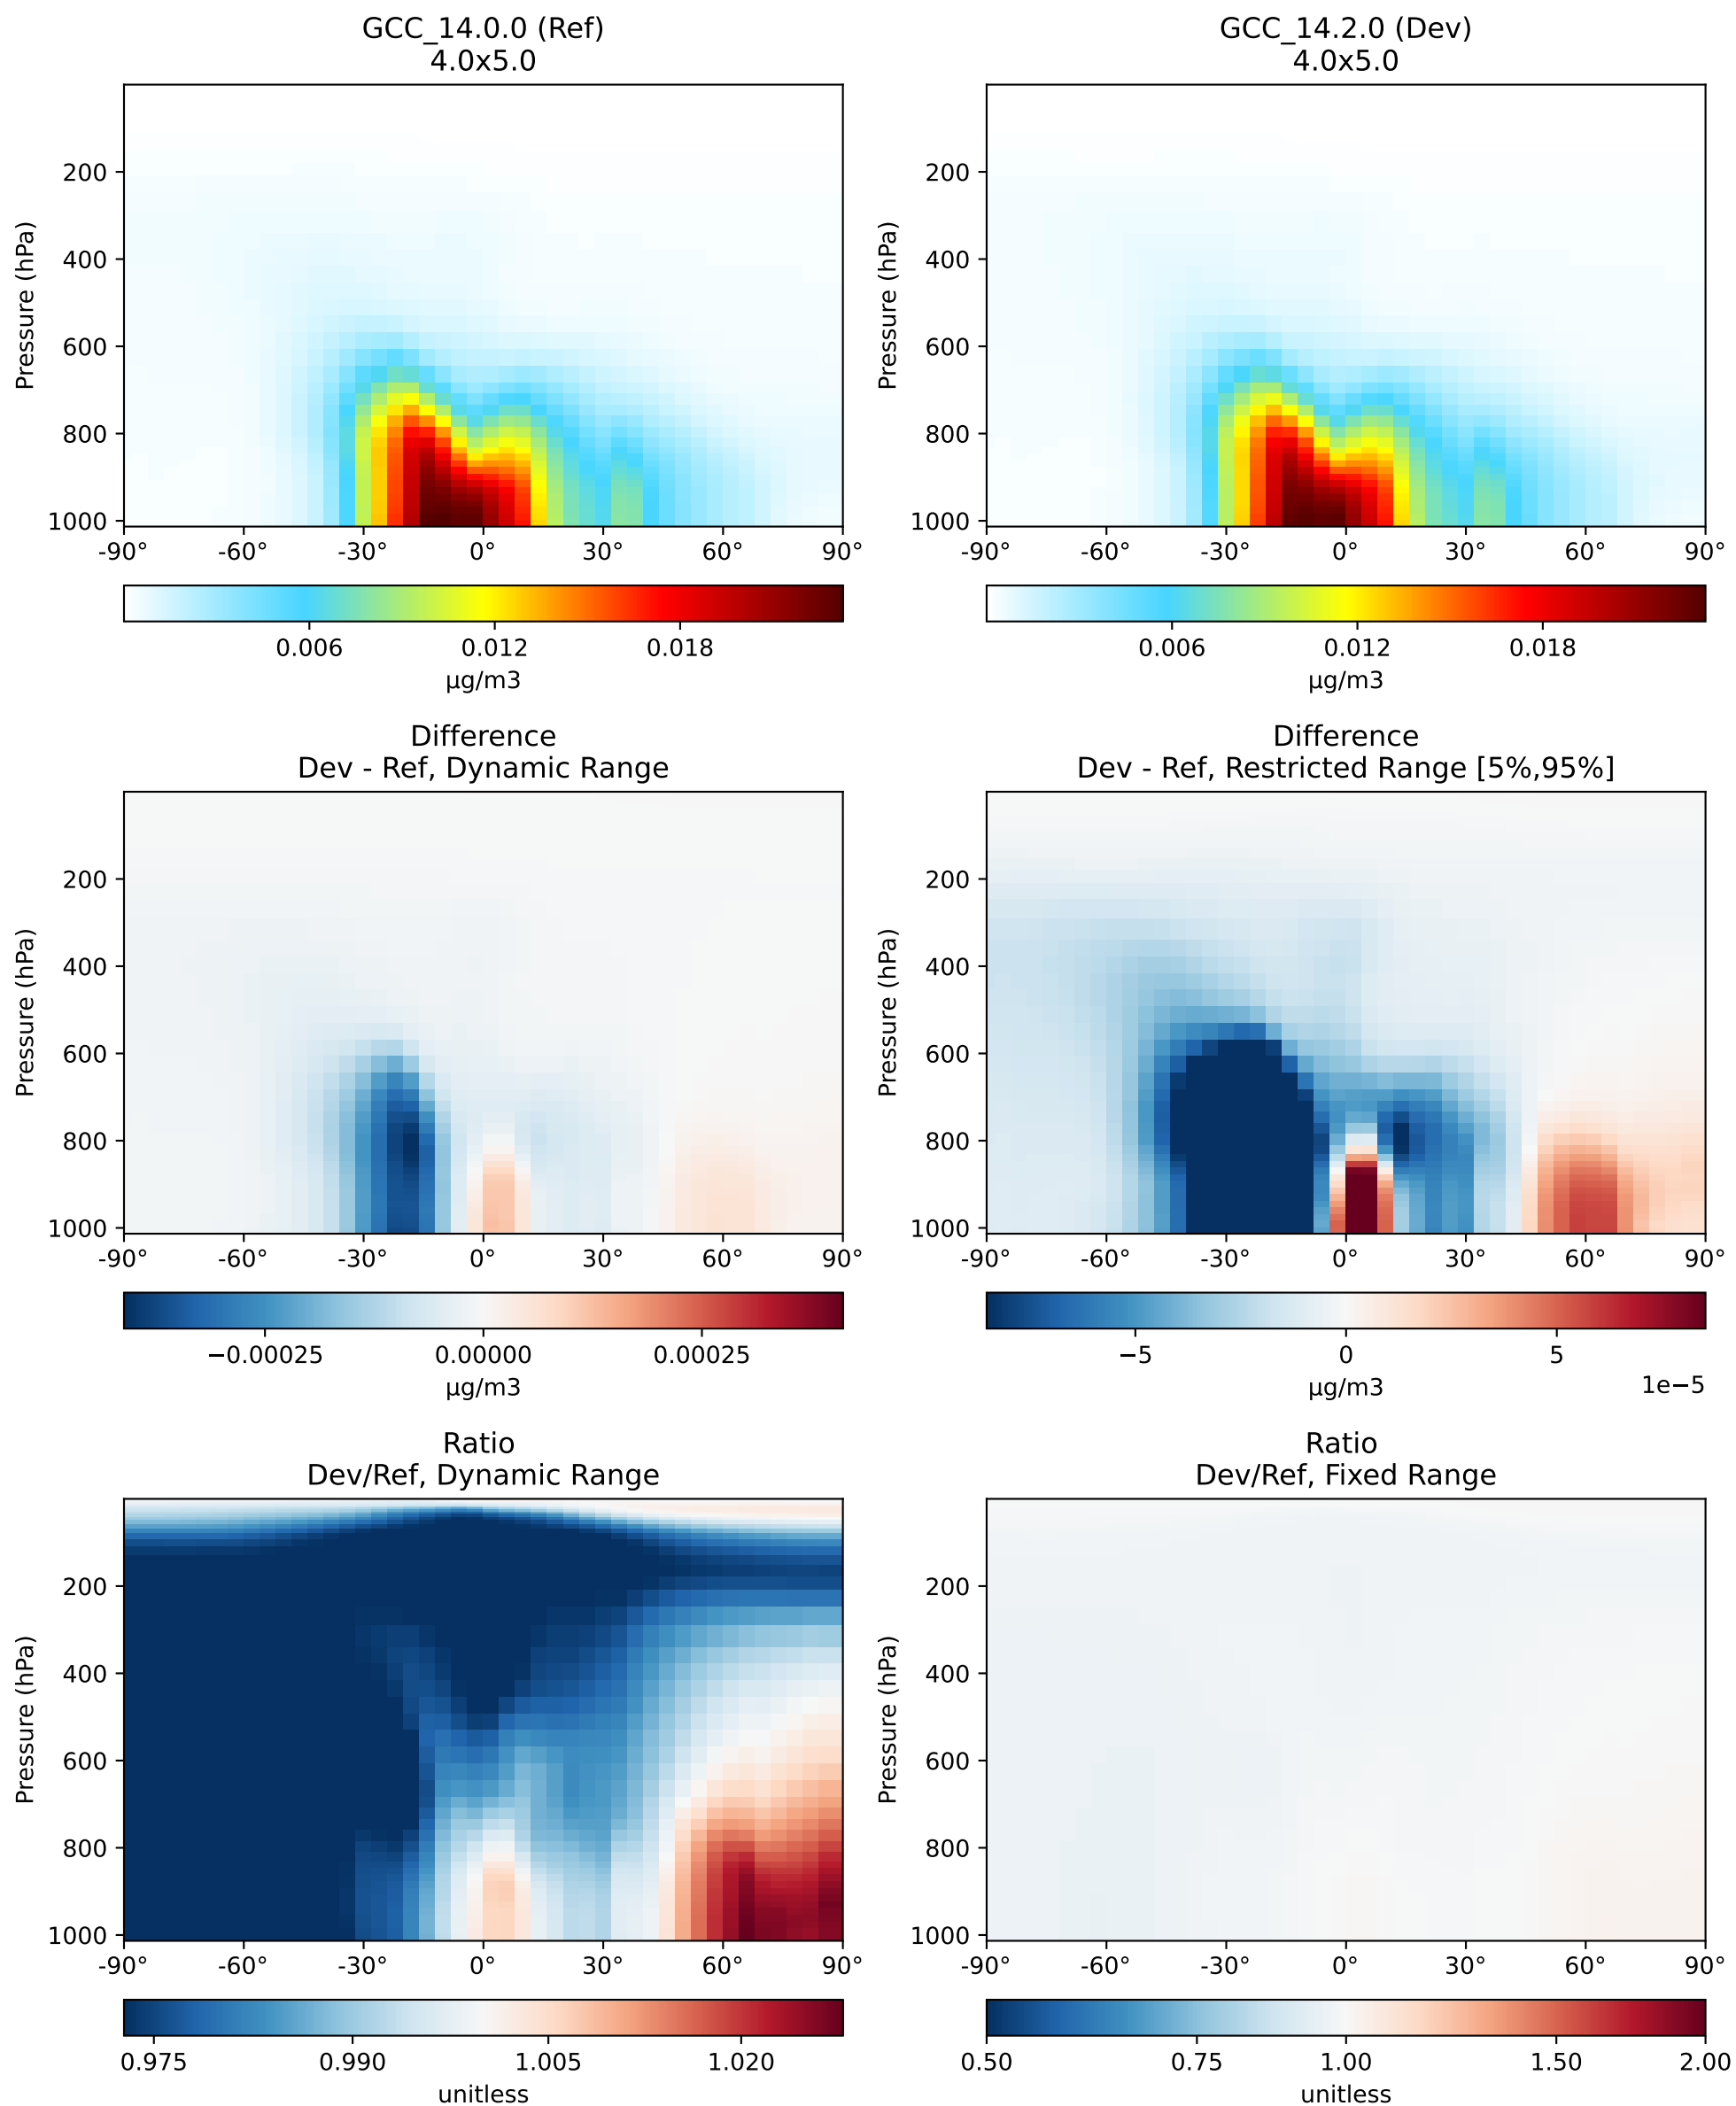 GCC_14.0.0 (Ref)
4.0x5.0
Pressure (hPa)
200
400
600
800
1000
-90° -60° -30° 0° 30° 60° 90°
0.006 0.012 0.018
μg/m3
GCC_14.2.0 (Dev)
4.0x5.0
Pressure (hPa)
200
400
600
800
1000
-90° -60° -30° 0° 30° 60° 90°
0.006 0.012 0.018
μg/m3
Difference
Dev - Ref, Dynamic Range
Pressure (hPa)
200
400
600
800
1000
-90° -60° -30° 0° 30° 60° 90°
−0.00025 0.00000 0.00025
μg/m3
Difference
Dev - Ref, Restricted Range [5%,95%]
Pressure (hPa)
200
400
600
800
1000
-90° -60° -30° 0° 30° 60° 90°
−5 0 5
μg/m3
1e−5
Ratio
Dev/Ref, Dynamic Range
Pressure (hPa)
200
400
600
800
1000
-90° -60° -30° 0° 30° 60° 90°
0.975 0.990 1.005 1.020
unitless
Ratio
Dev/Ref, Fixed Range
Pressure (hPa)
200
400
600
800
1000
-90° -60° -30° 0° 30° 60° 90°
0.50 0.75 1.00 1.50 2.00
unitless